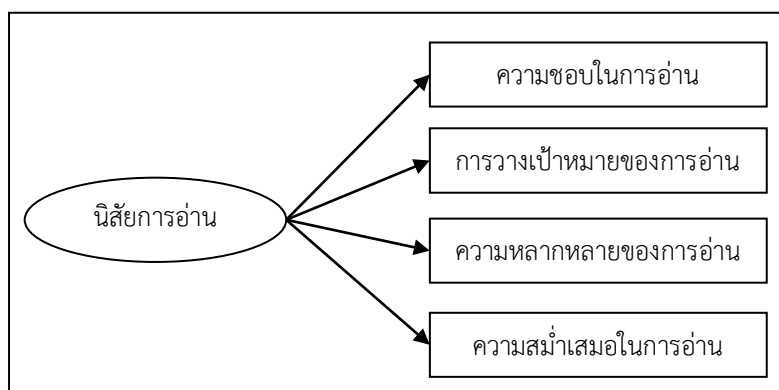 ความชอบในการอ่าน
การวางเป้าหมายของการอ่าน
นิสัยการอ่าน
ความหลากหลายของการอ่าน
ความสม่ำเสมอในการอ่าน